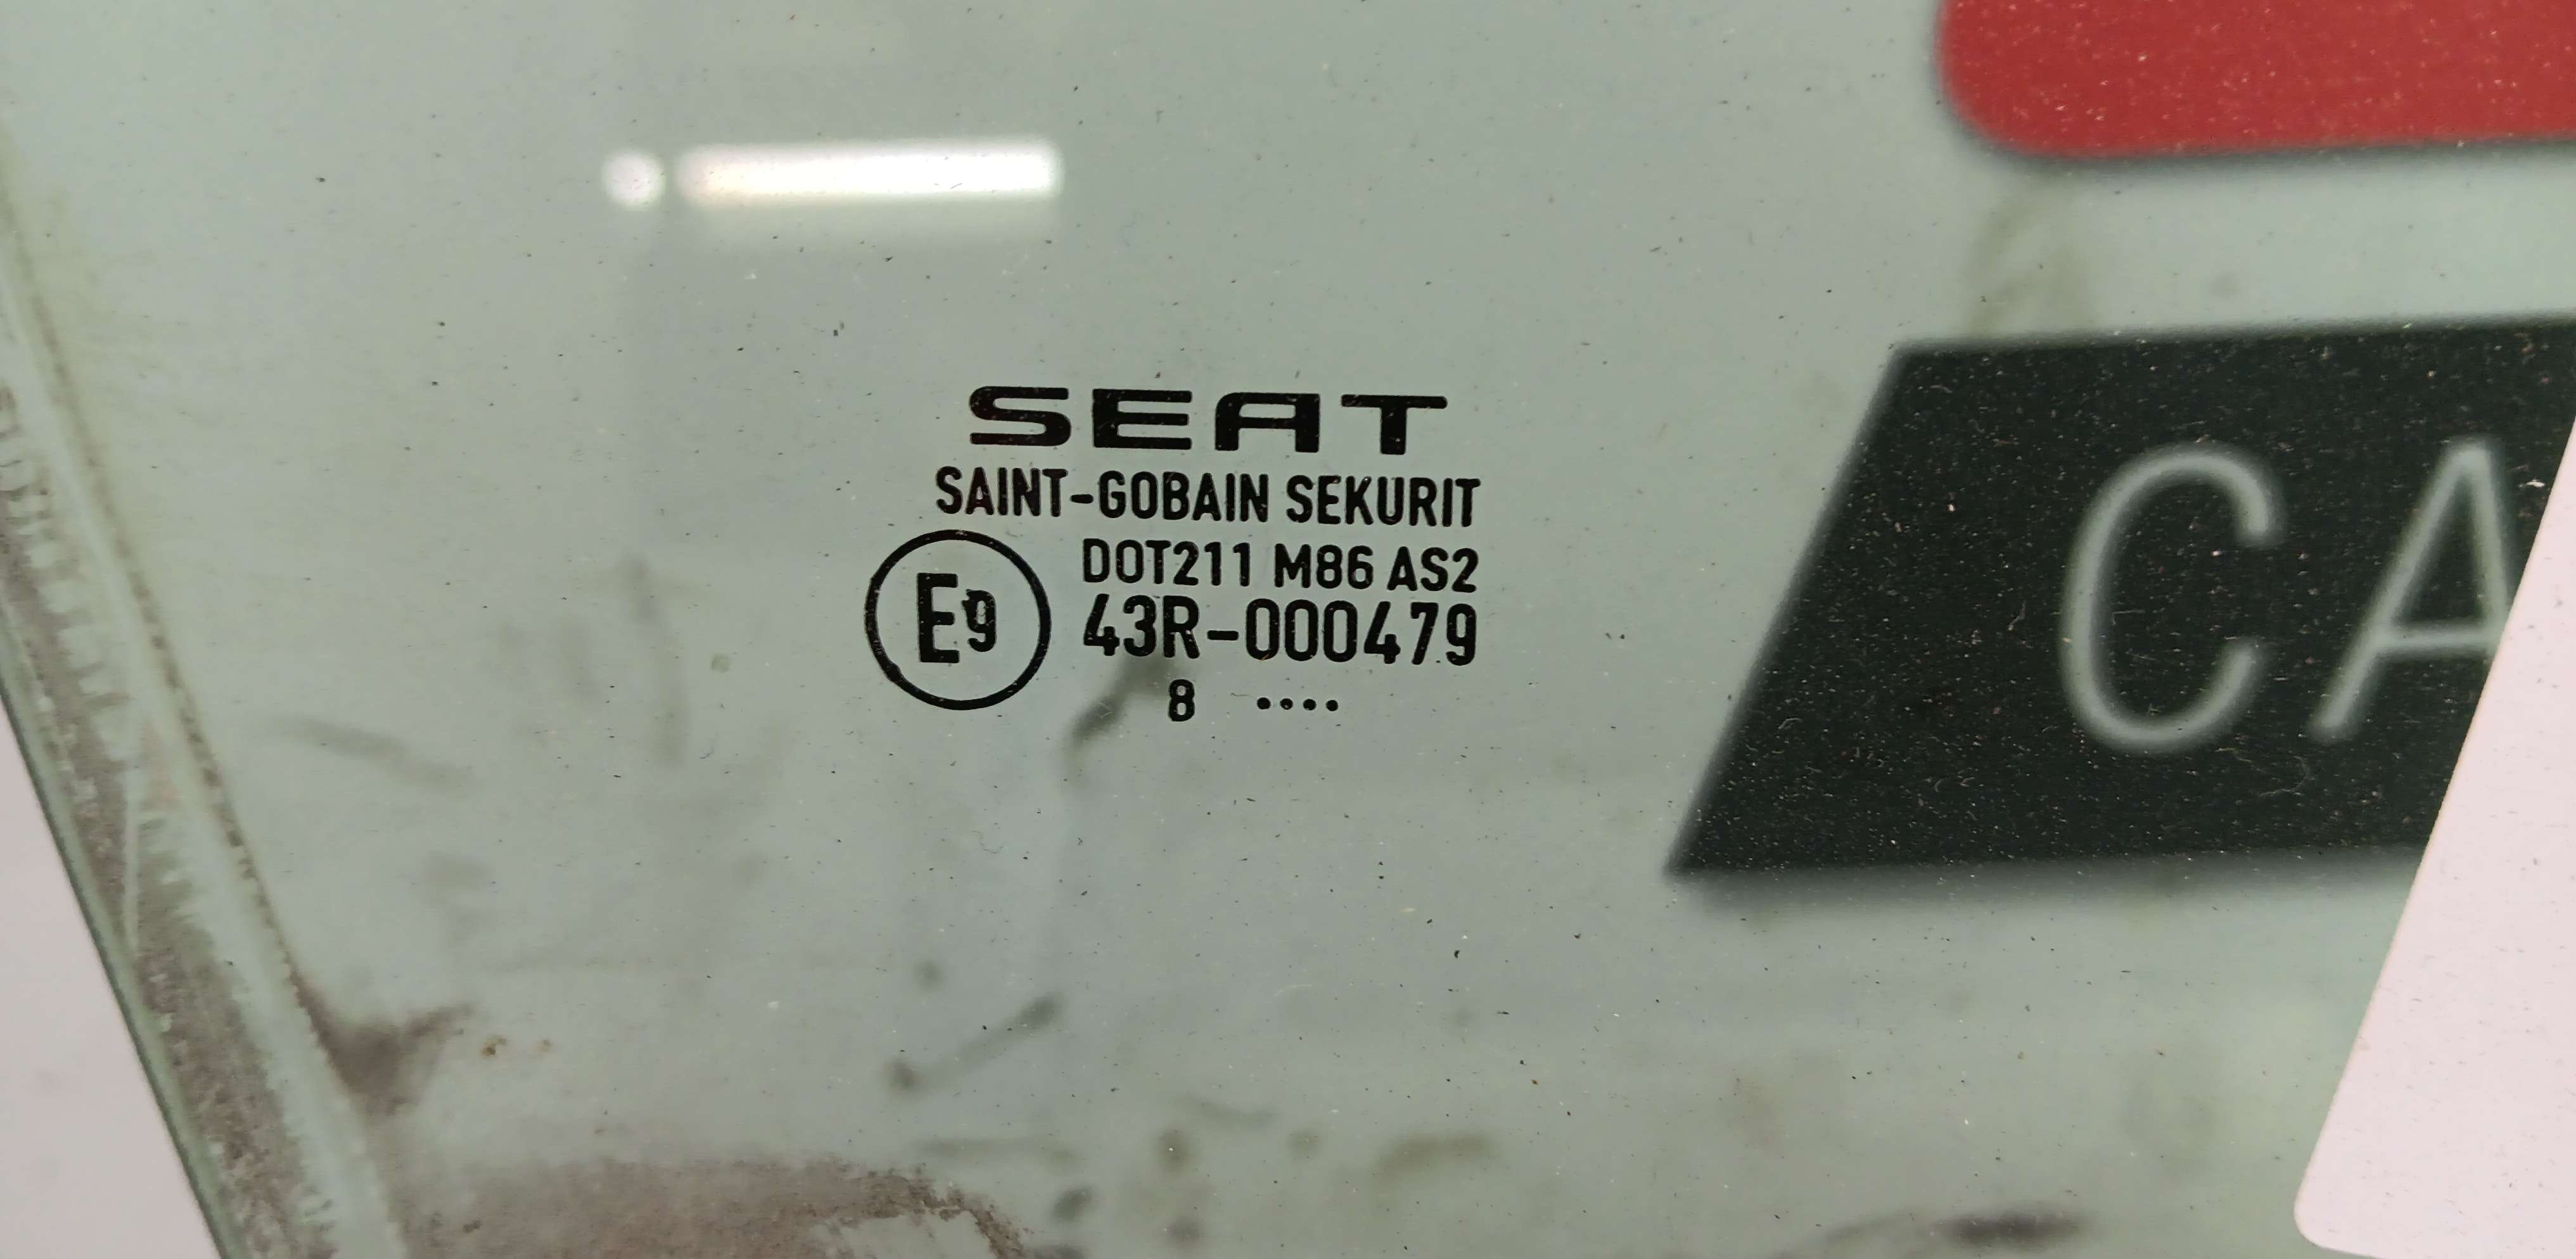 SEAT
SAINT-GOBAIN SEKURIT
DOT211 M86 AS2
E9 43R-000479
8 ••••
CA